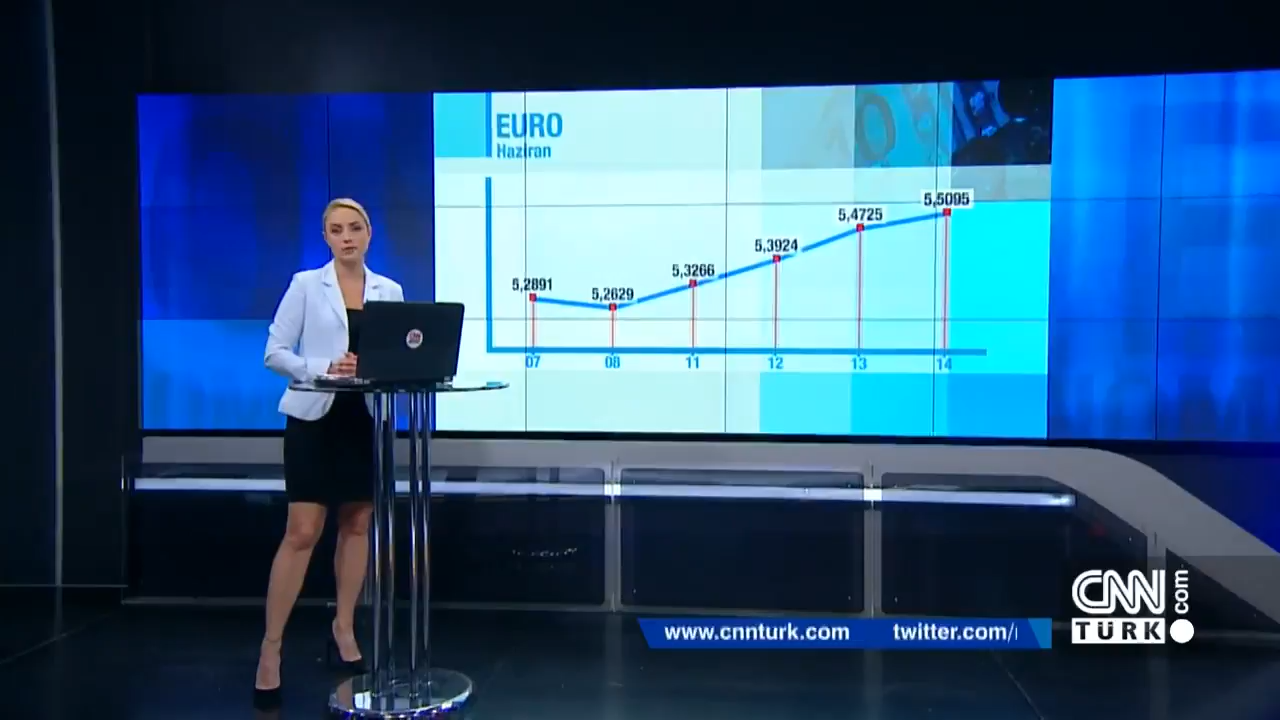 EURO
Haziran
5,2891
5,2629
5,3266
5,3924
5,4725
5,5095
07 08 11 12 13 14
www.cnnturk.com twitter.com/
CNN
TURK
.com